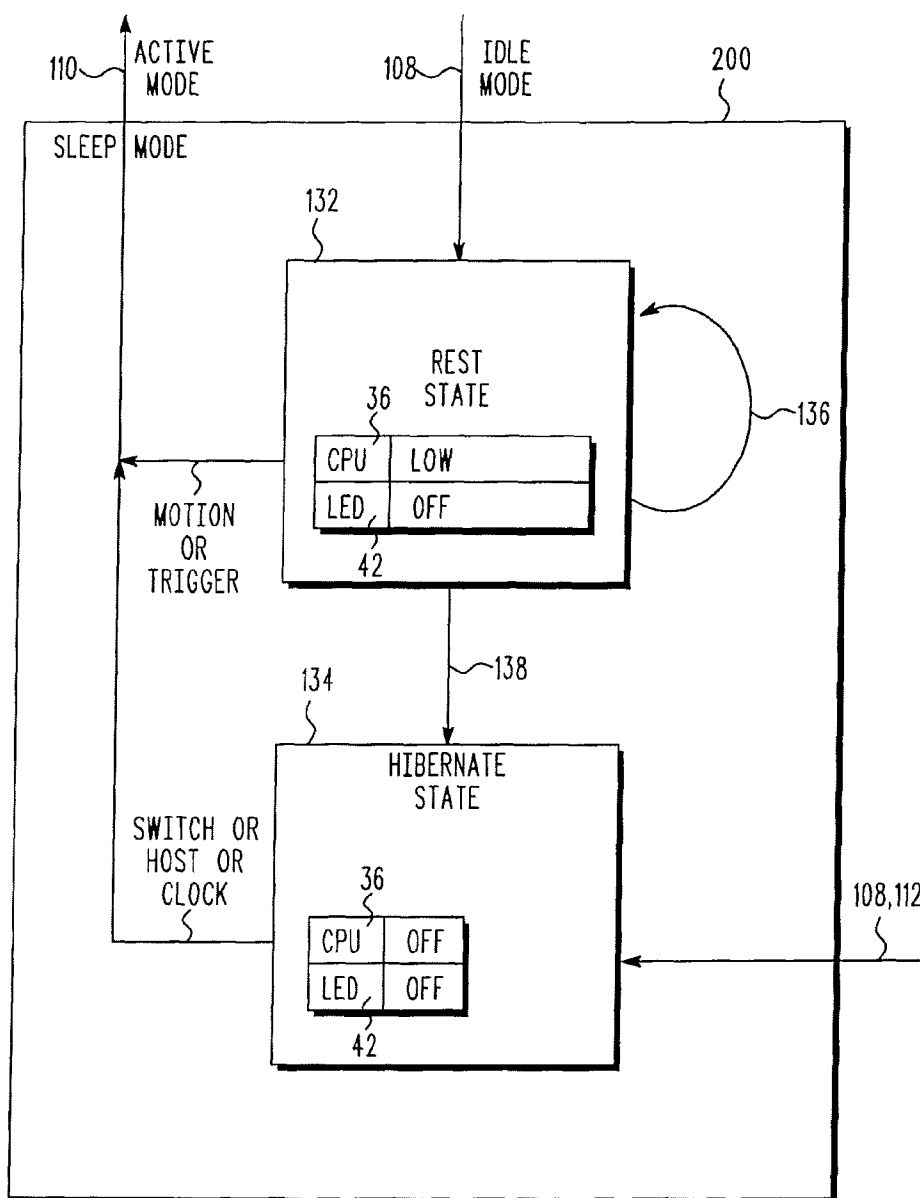 110
ACTIVE
MODE
108
IDLE
MODE
200
SLEEP MODE
132
REST
STATE
36
CPU LOW
LED OFF
42
136
MOTION
OR
TRIGGER
138
134
HIBERNATE
STATE
SWITCH OR
HOST OR
CLOCK
36
CPU OFF
LED OFF
42
108,112